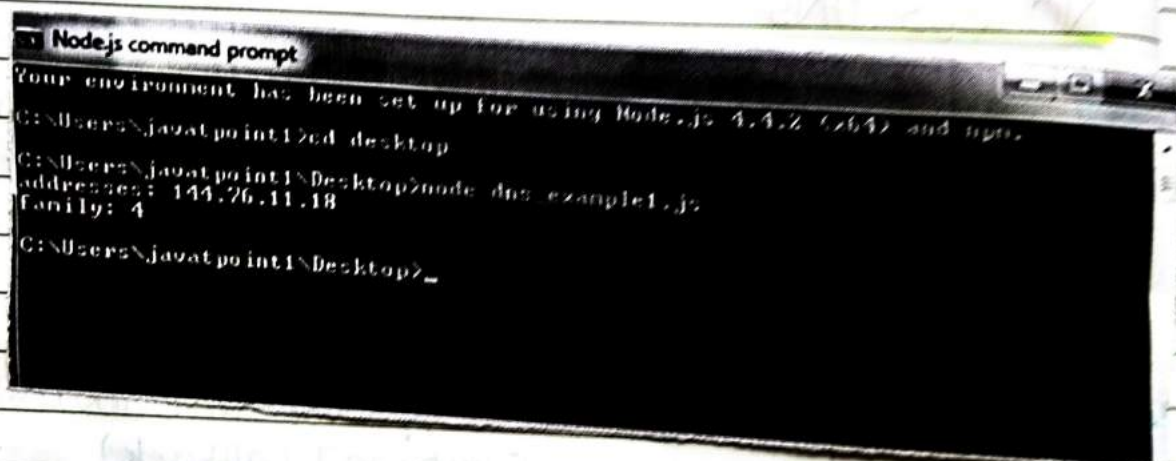 Node.js command prompt
Your environment has been set up for using Node.js 4.4.2 (x64) and npm.
C:\Users\javatpoint1>cd desktop
C:\Users\javatpoint1\Desktop>node dns_example1.js
addresses: 144.76.11.18
family: 4
C:\Users\javatpoint1\Desktop>_